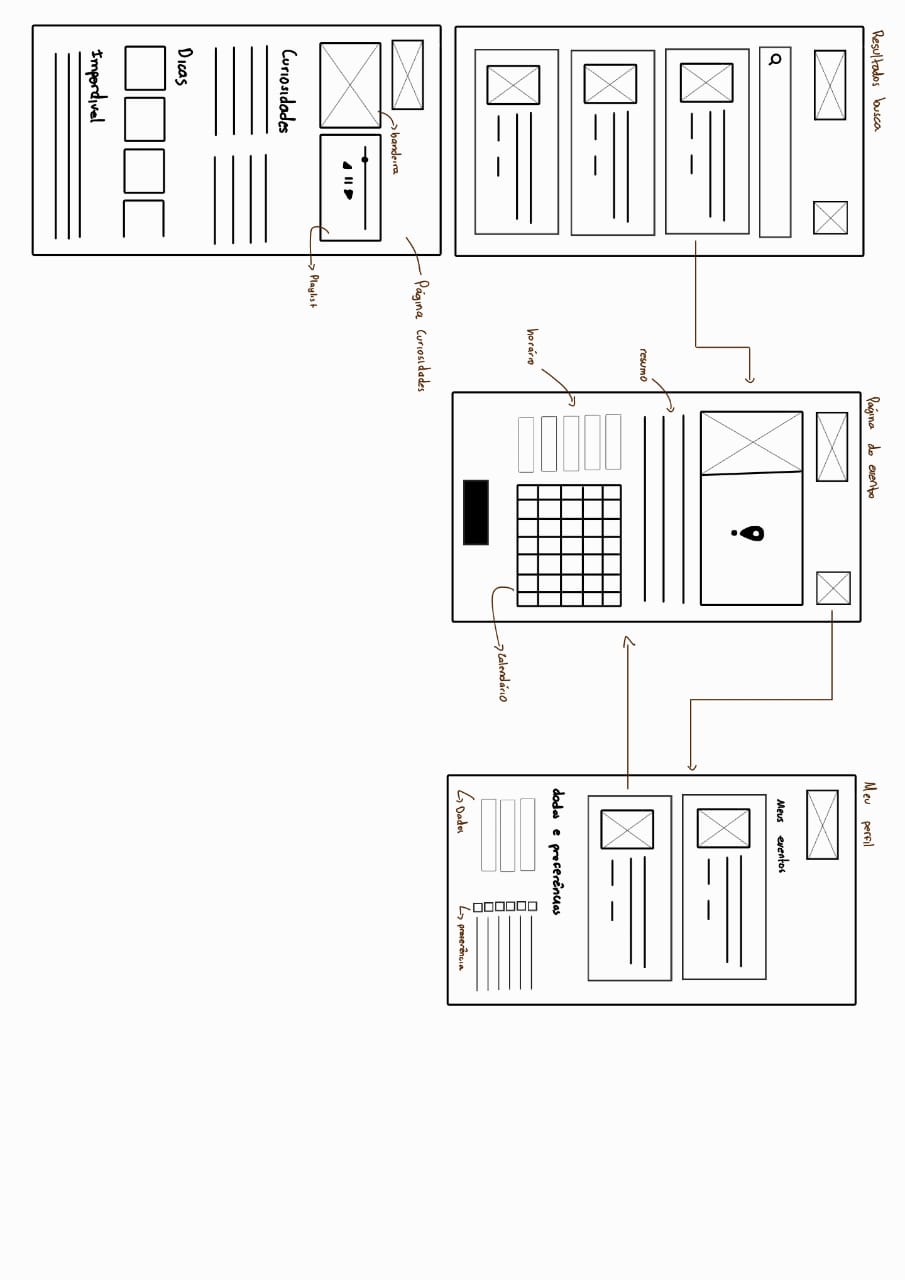 Resultados busca
Página do evento
Meu perfil
Meus eventos
resumo
horário
Calendário
dados e preferências
Dados
preferência
Página Curiosidades
bandeira
Playlist
Curiosidades
Dicas
Imperdível